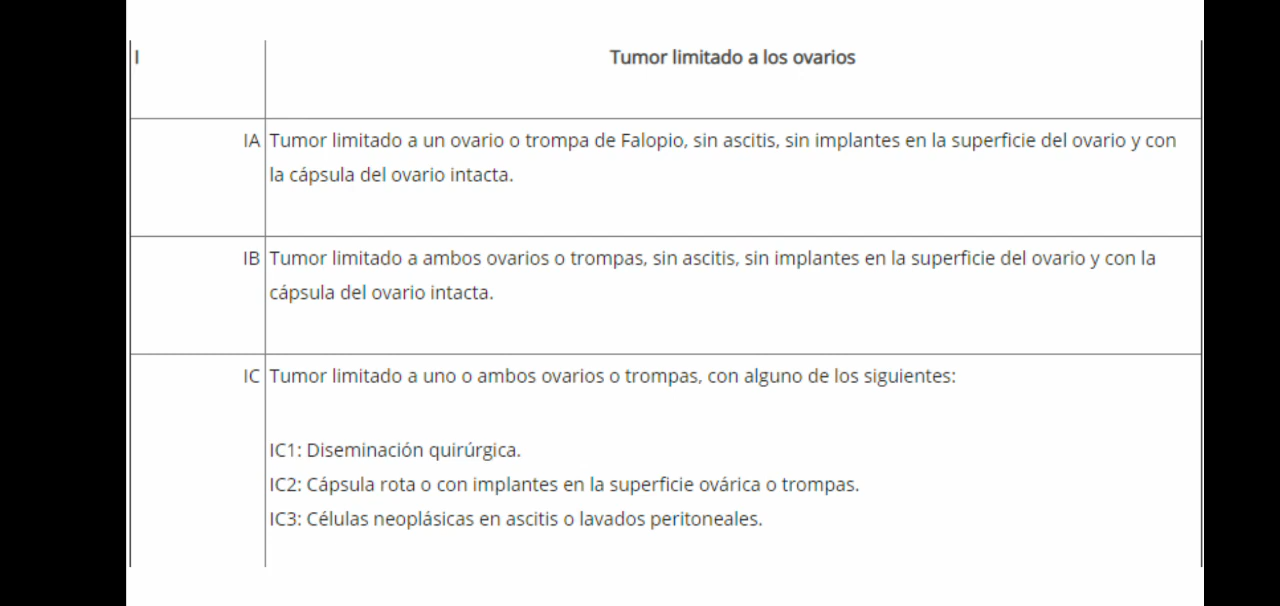 I
Tumor limitado a los ovarios
IA
Tumor limitado a un ovario o trompa de Falopio, sin ascitis, sin implantes en la superficie del ovario y con
la cápsula del ovario intacta.
IB
Tumor limitado a ambos ovarios o trompas, sin ascitis, sin implantes en la superficie del ovario y con la
cápsula del ovario intacta.
IC
Tumor limitado a uno o ambos ovarios o trompas, con alguno de los siguientes:
IC1: Diseminación quirúrgica.
IC2: Cápsula rota o con implantes en la superficie ovárica o trompas.
IC3: Células neoplásicas en ascitis o lavados peritoneales.